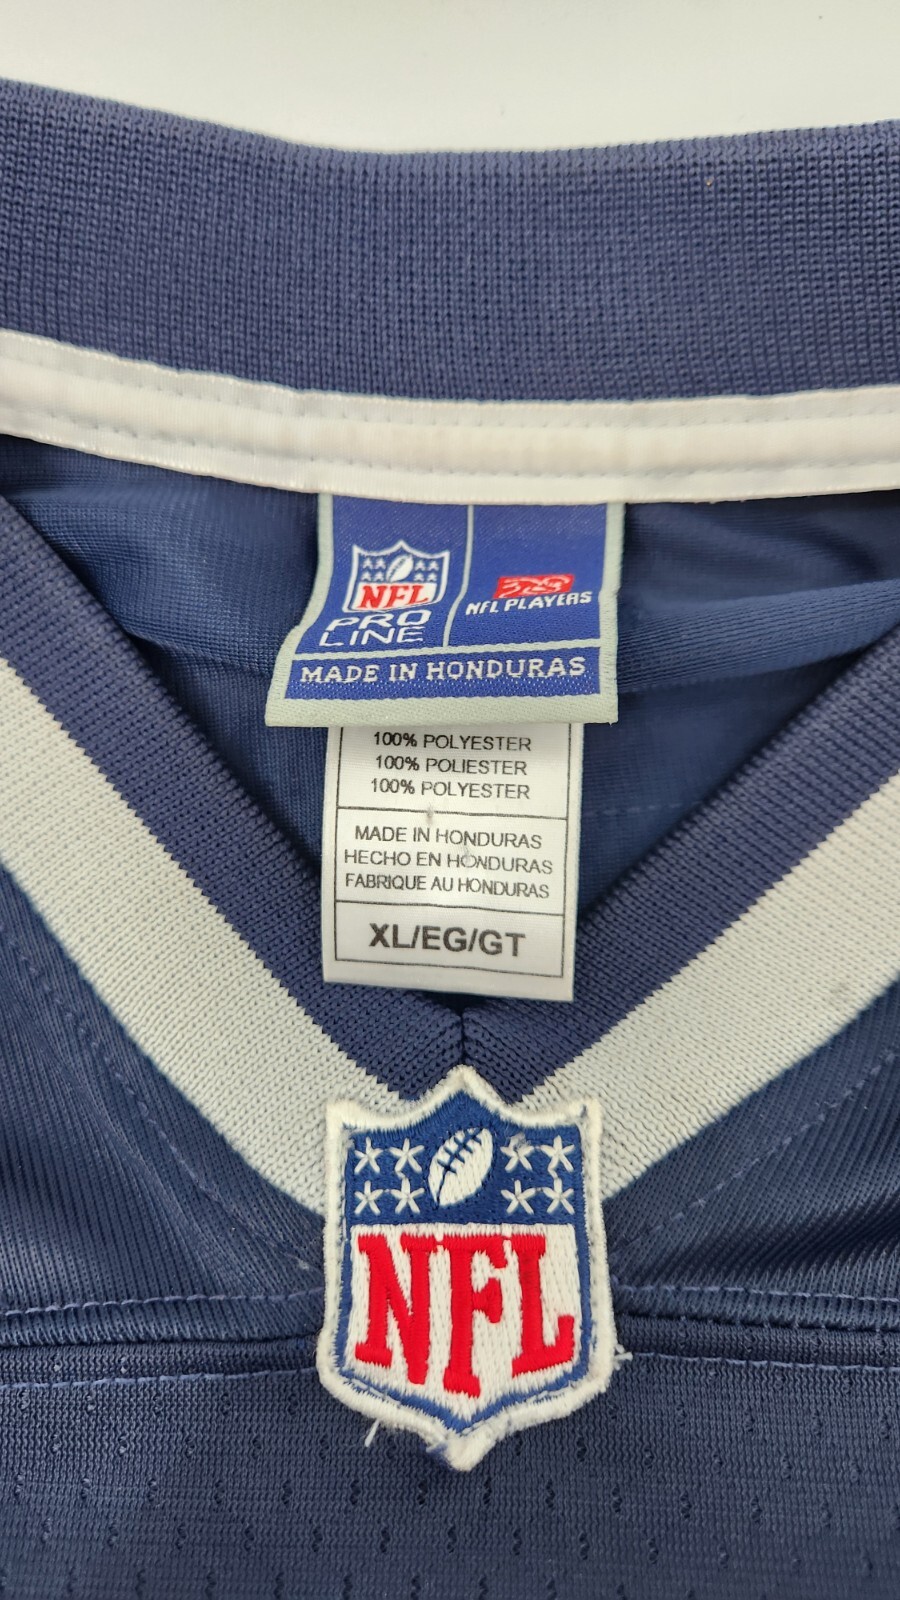 NFL
PRO
LINE
NFL PLAYERS
MADE IN HONDURAS
100% POLYESTER
100% POLIESTER
100% POLYESTER
MADE IN HONDURAS
HECHO EN HONDURAS
FABRIQUE AU HONDURAS
XL/EG/GT
NFL